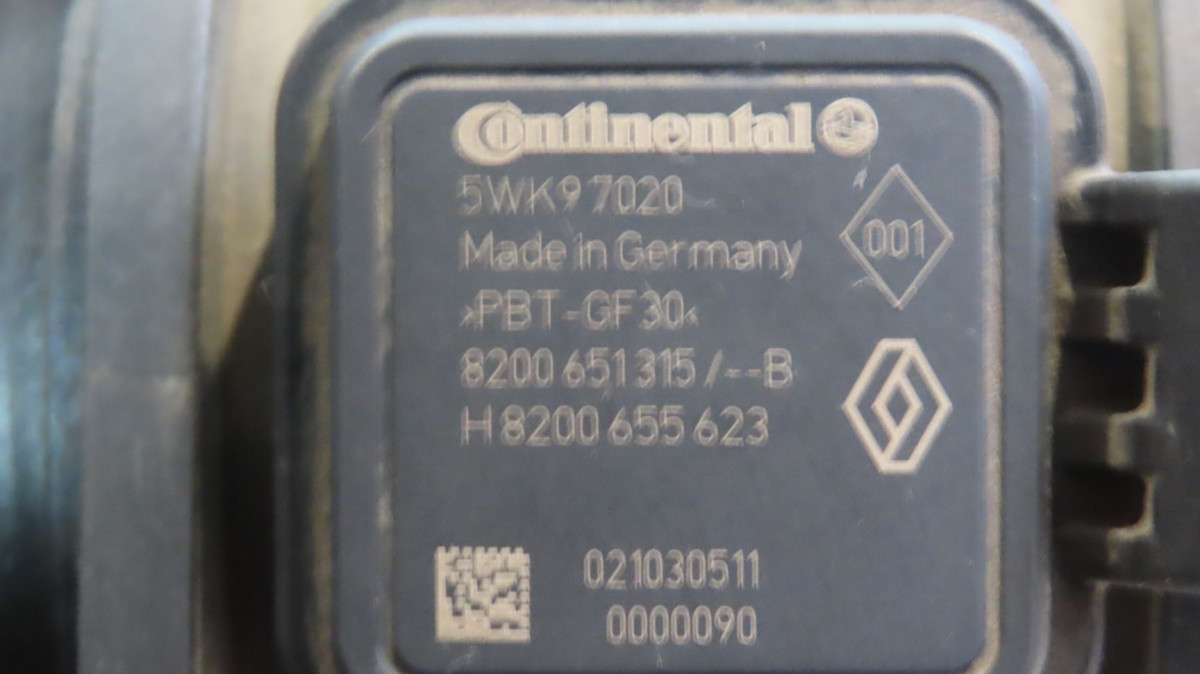 Continental
5WK9 7020
Made in Germany
001
>PBT-GF30<
8200 651 315 /--B
H 8200 655 623
021030511
0000090